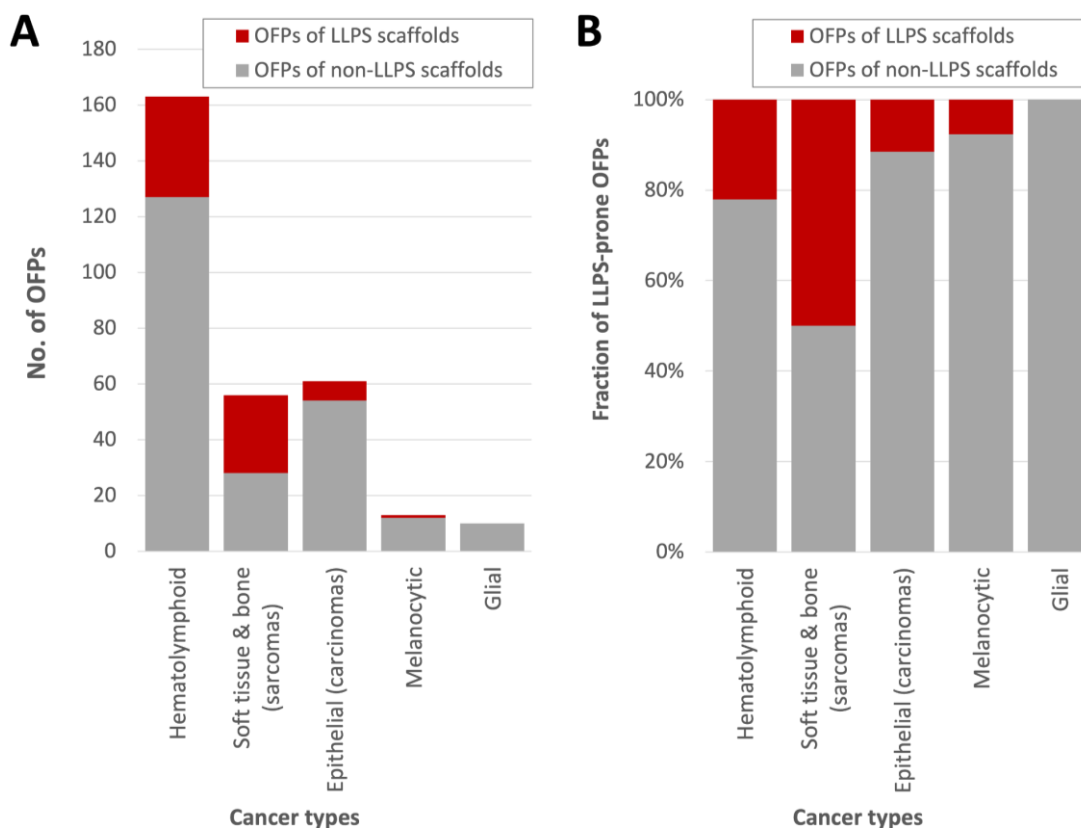 A
OFPs of LLPS scaffolds
OFPs of non-LLPS scaffolds
No. of OFPs
180
160
140
120
100
80
60
40
20
0
Hematolymphoid
Soft tissue & bone
(sarcomas)
Epithelial (carcinomas)
Melanocytic
Glial
Cancer types
B
OFPs of LLPS scaffolds
OFPs of non-LLPS scaffolds
Fraction of LLPS-prone OFPs
100%
80%
60%
40%
20%
0%
Hematolymphoid
Soft tissue & bone
(sarcomas)
Epithelial (carcinomas)
Melanocytic
Glial
Cancer types